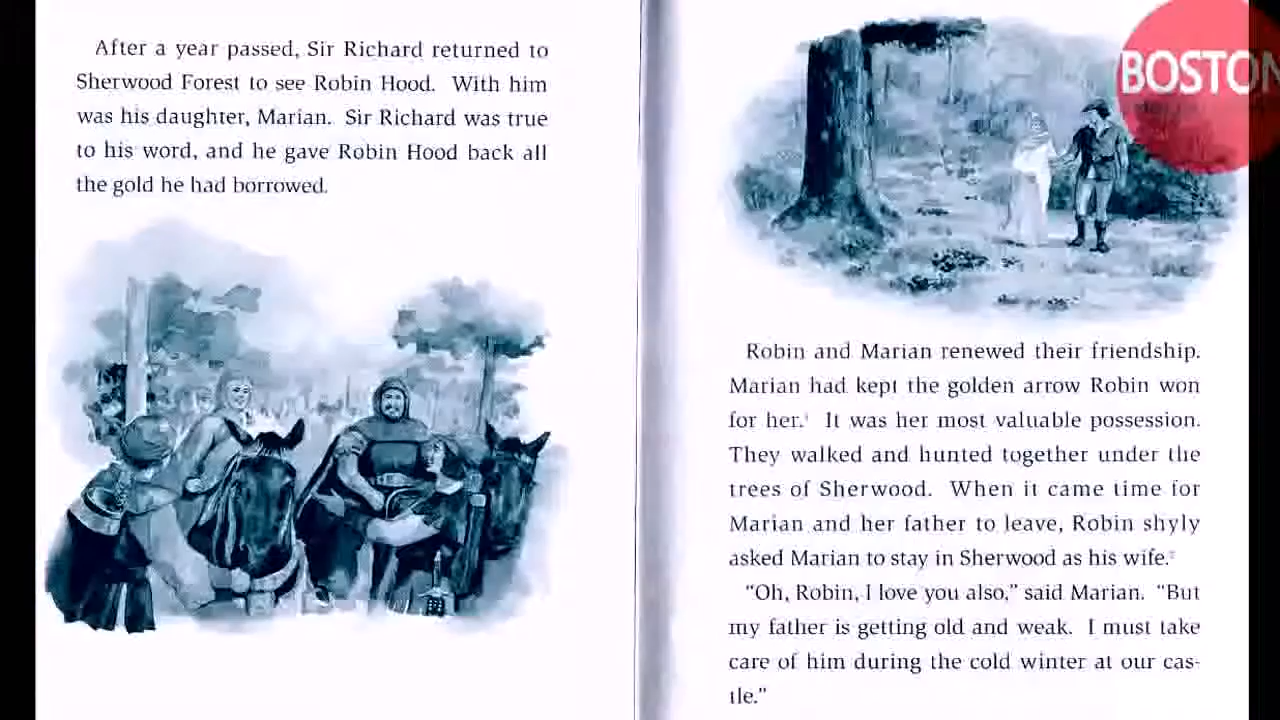 After a year passed, Sir Richard returned to
Sherwood Forest to see Robin Hood. With him
was his daughter, Marian. Sir Richard was true
to his word, and he gave Robin Hood back all
the gold he had borrowed.
BOSTON
Robin and Marian renewed their friendship.
Marian had kept the golden arrow Robin won
for her. It was her most valuable possession.
They walked and hunted together under the
trees of Sherwood. When it came time for
Marian and her father to leave, Robin shyly
asked Marian to stay in Sherwood as his wife.
“Oh, Robin, I love you also,” said Marian. “But
my father is getting old and weak. I must take
care of him during the cold winter at our cas-
tle.”